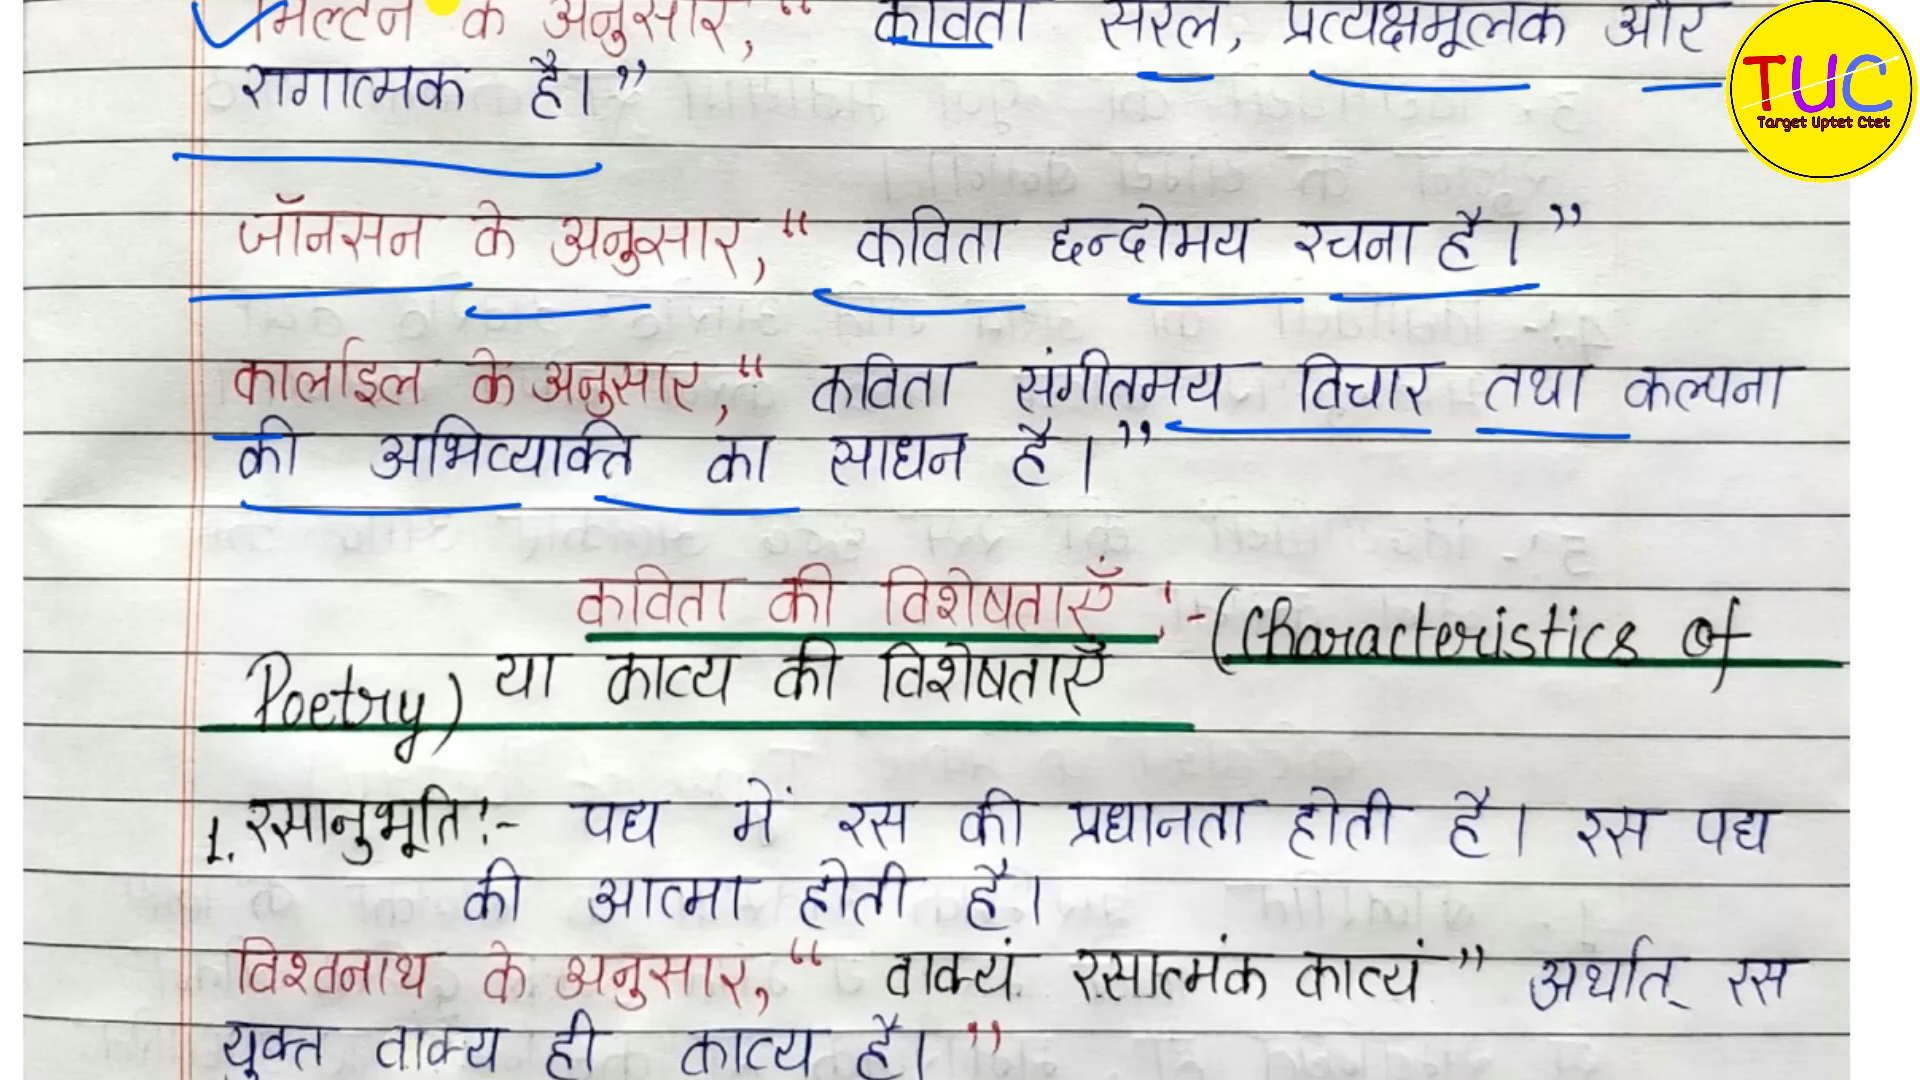 मिल्टन के अनुसार, “ कविता सरल, प्रत्यक्षमूलक और
रागात्मक है।”
जॉनसन के अनुसार, “ कविता छन्दोमय रचना है।”
कार्लाइल के अनुसार, “ कविता संगीतमय विचार तथा कल्पना
की अभिव्यक्ति का साधन है।”
कविता की विशेषताएँ :- (Characteristics of
Poetry) या काव्य की विशेषताएँ
1. रसानुभूति :- पद्य में रस की प्रधानता होती है। रस पद्य
की आत्मा होती है।
विश्वनाथ के अनुसार, “ वाक्यं रसात्मंक काव्यं ” अर्थात् रस
युक्त वाक्य ही काव्य है।”
TUC
Target Uptet Ctet